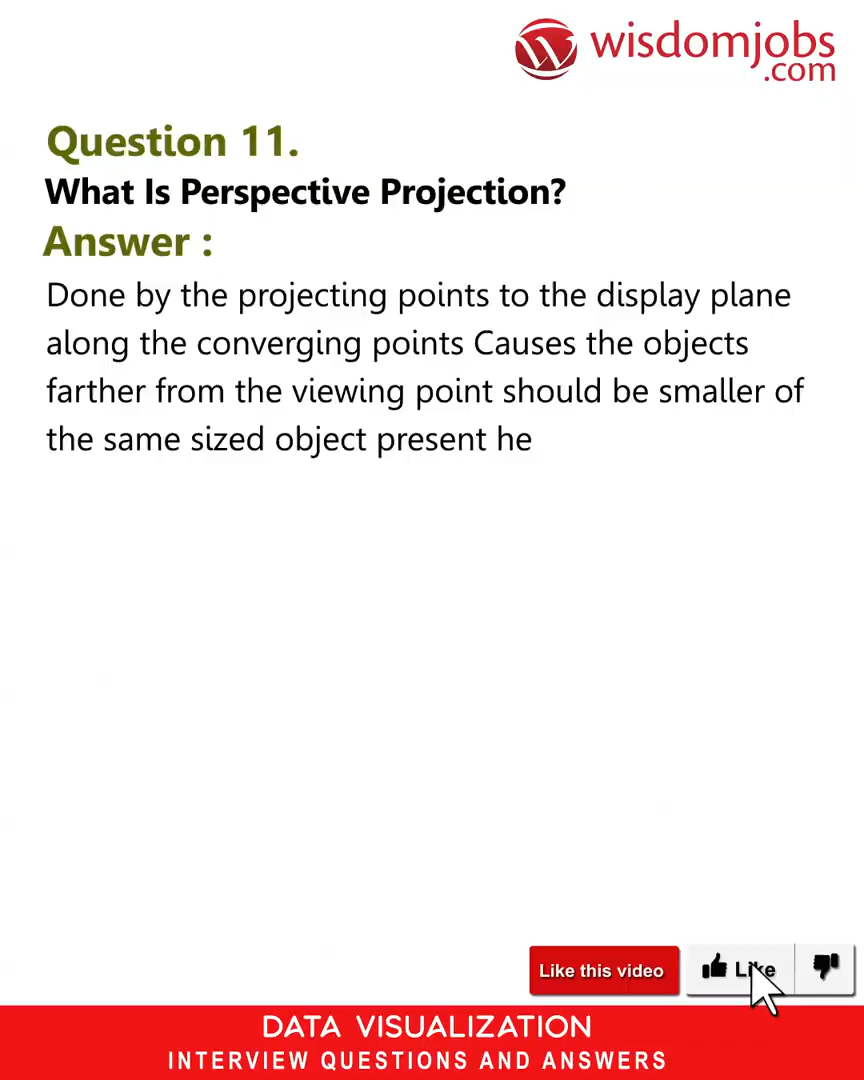 wisdomjobs
.com
Question 11.
What Is Perspective Projection?
Answer :
Done by the projecting points to the display plane
along the converging points Causes the objects
farther from the viewing point should be smaller of
the same sized object present he
Like this video
Like
DATA VISUALIZATION
INTERVIEW QUESTIONS AND ANSWERS